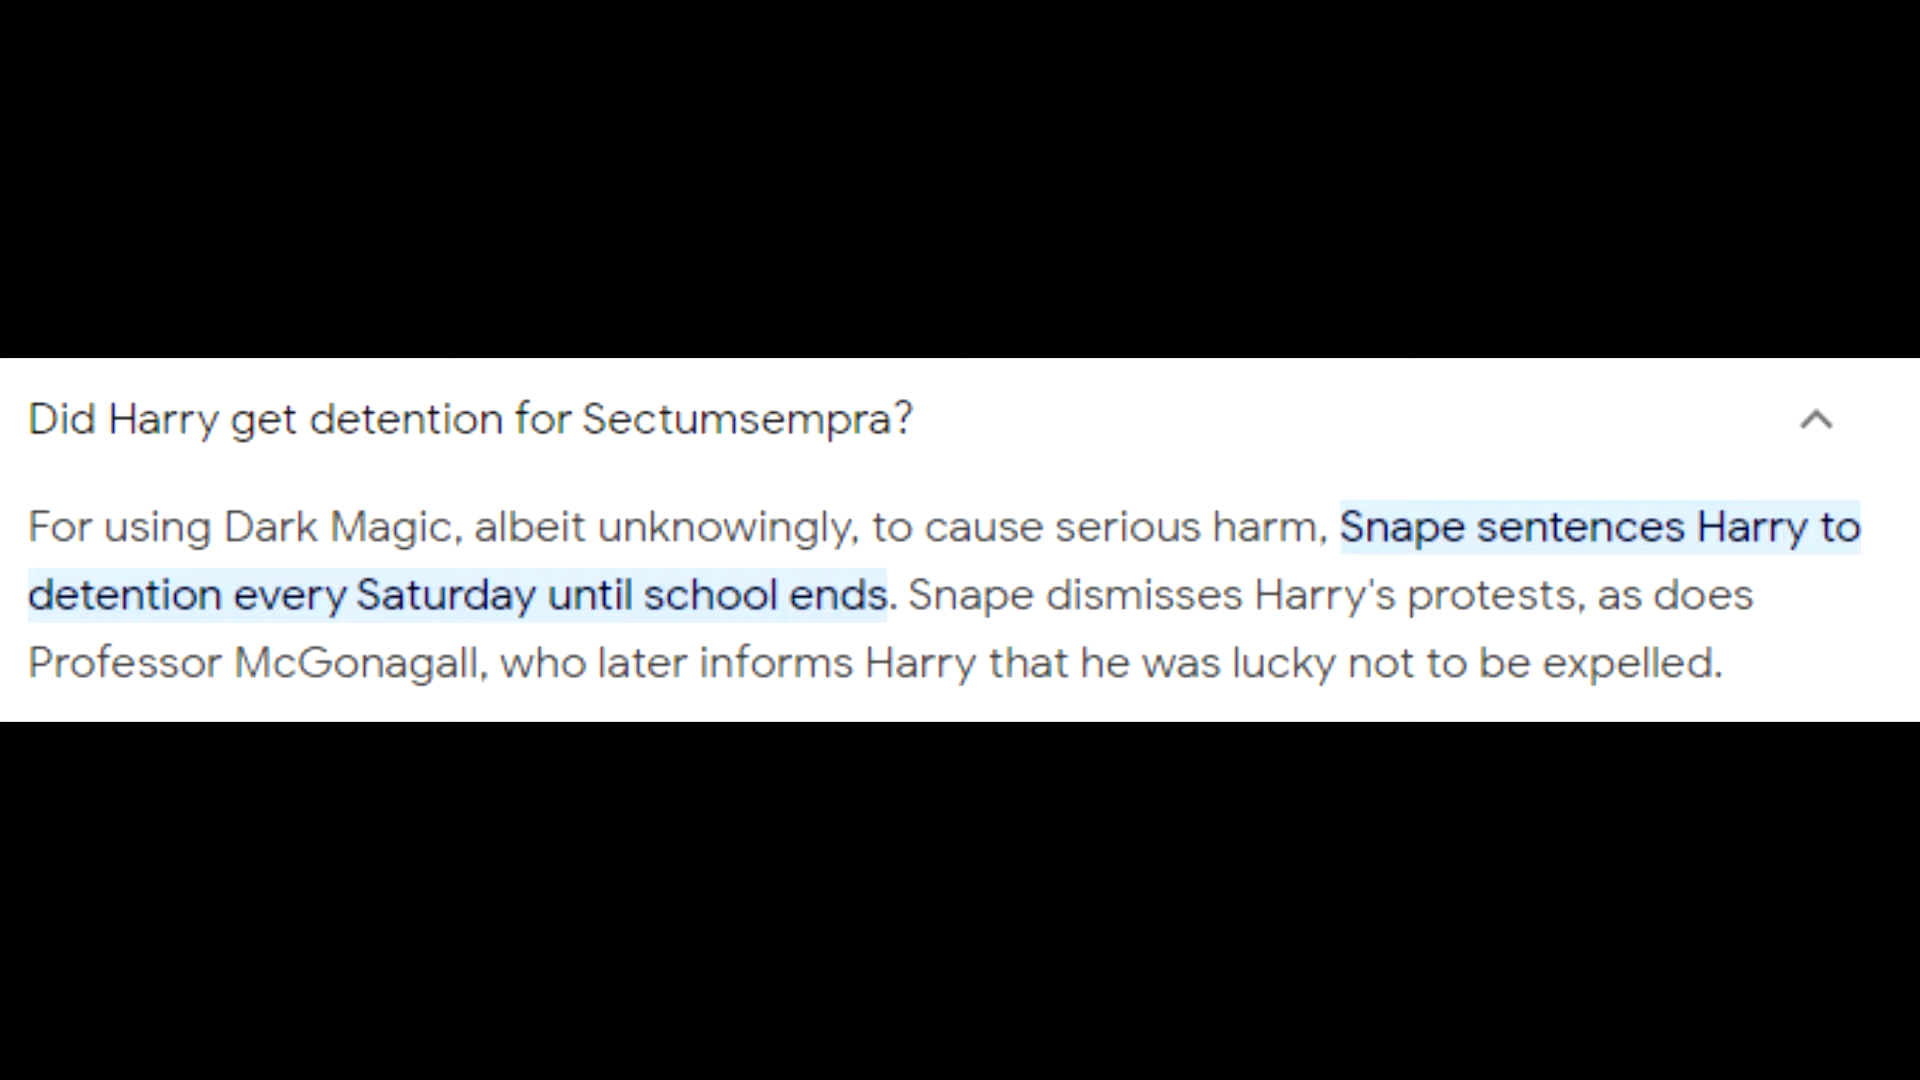 Did Harry get detention for Sectumsempra?
For using Dark Magic, albeit unknowingly, to cause serious harm, Snape sentences Harry to
detention every Saturday until school ends. Snape dismisses Harry's protests, as does
Professor McGonagall, who later informs Harry that he was lucky not to be expelled.